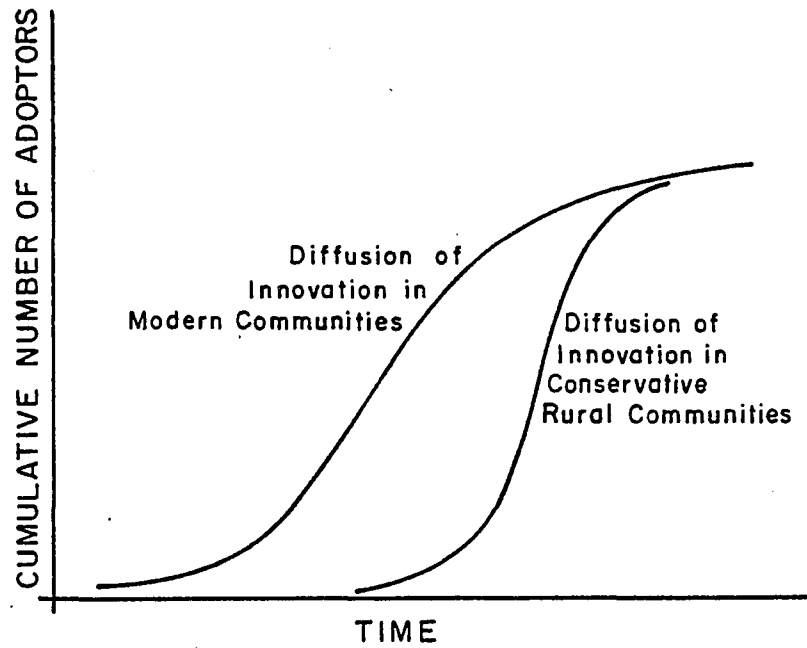 CUMULATIVE NUMBER OF ADOPTORS
Diffusion of
Innovation in
Modern Communities
Diffusion of
Innovation in
Conservative
Rural Communities
TIME